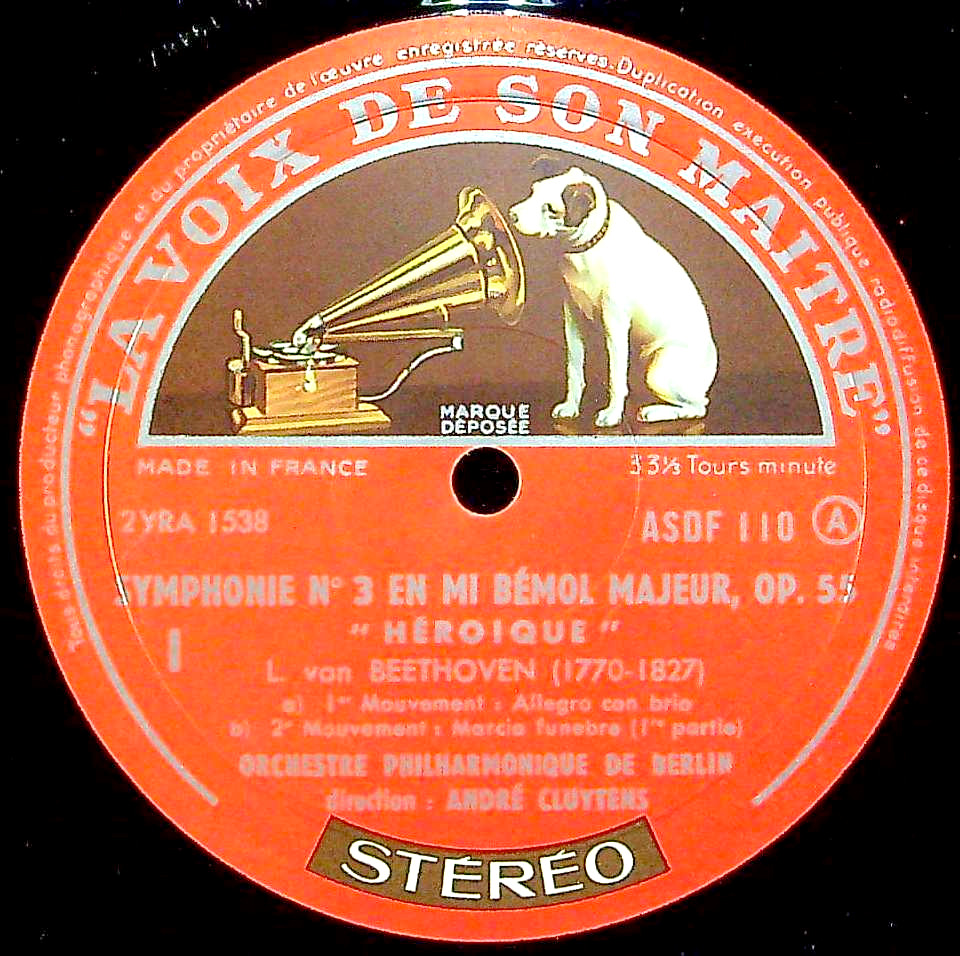 Tous droits du producteur phonographique et du propriétaire de l'œuvre enregistrée réservés. Duplication exécution publique radiodiffusion de ce disque interdites
"LA VOIX DE SON MAITRE"
MARQUE
DÉPOSÉE
MADE IN FRANCE 33⅓ Tours minute
2YRA 1538 ASDF 110 A
SYMPHONIE N° 3 EN MI BÉMOL MAJEUR, OP. 55
"HÉROIQUE"
I
L. van BEETHOVEN (1770-1827)
a) 1er Mouvement : Allegro con brio
b) 2e Mouvement : Marcia funebre (1re partie)
ORCHESTRE PHILHARMONIQUE DE BERLIN
direction : ANDRÉ CLUYTENS
STÉRÉO